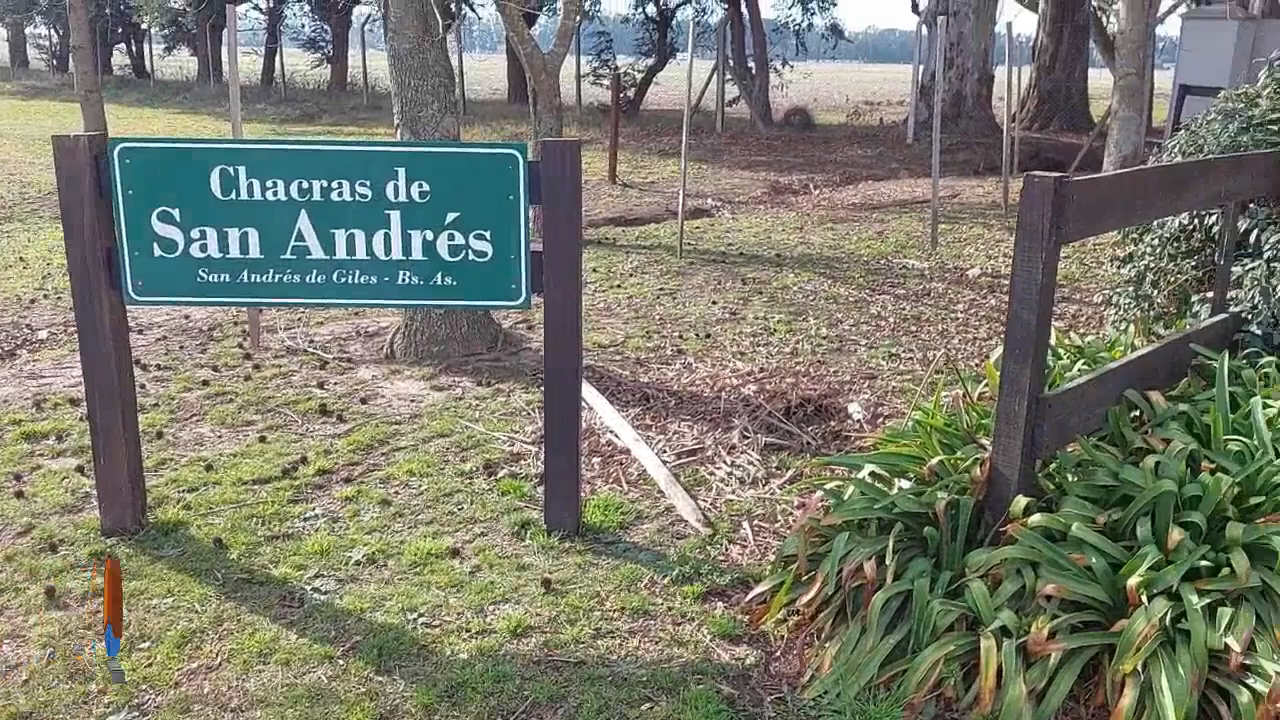 Chacras de
San Andrés
San Andrés de Giles - Bs. As.